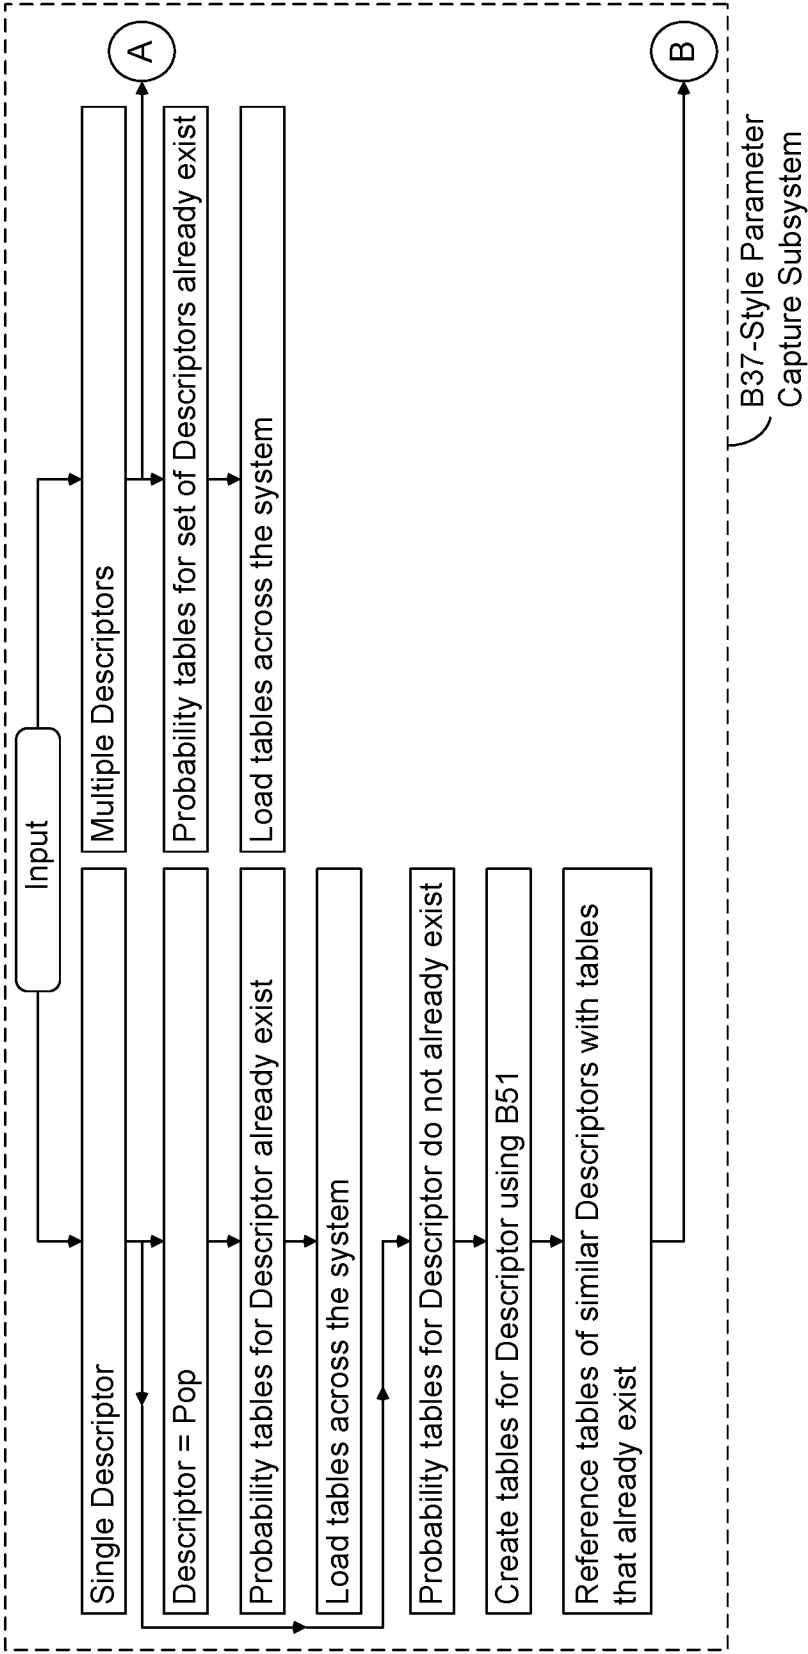 Input
Single Descriptor
Descriptor = Pop
Probability tables for Descriptor already exist
Load tables across the system
Probability tables for Descriptor do not already exist
Create tables for Descriptor using B51
Reference tables of similar Descriptors with tables
that already exist
Multiple Descriptors
Probability tables for set of Descriptors already exist
Load tables across the system
A
B
B37-Style Parameter
Capture Subsystem